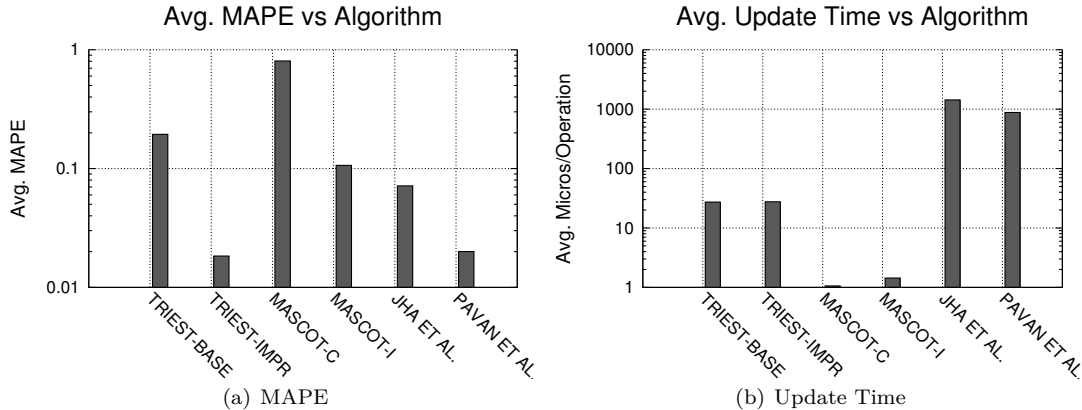 Avg. MAPE vs Algorithm
Avg. MAPE
1
0.1
0.01
TRIEST-BASE
TRIEST-IMPR
MASCOT-C
MASCOT-I
JHA ET AL.
PAVAN ET AL.
(a) MAPE
Avg. Update Time vs Algorithm
Avg. Micros/Operation
10000
1000
100
10
1
TRIEST-BASE
TRIEST-IMPR
MASCOT-C
MASCOT-I
JHA ET AL.
PAVAN ET AL.
(b) Update Time